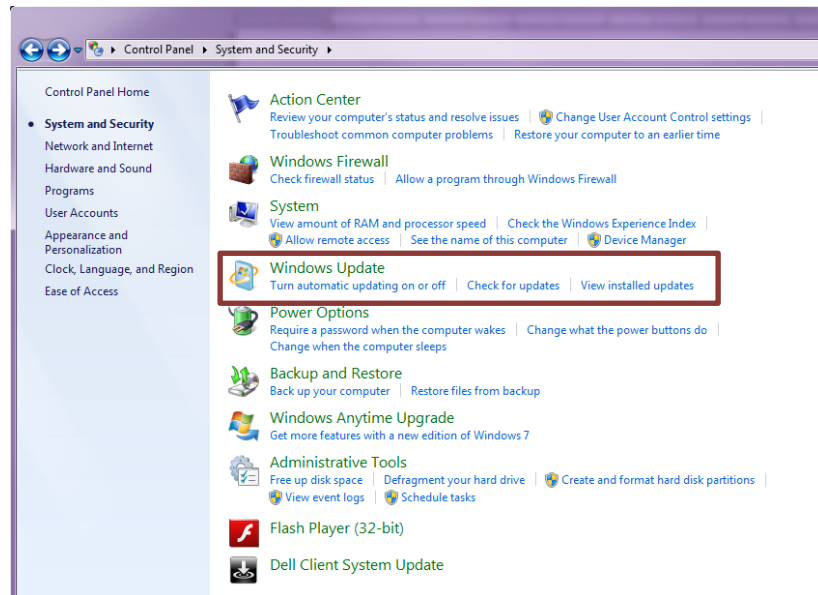 Control Panel System and Security
Control Panel Home
System and Security
Network and Internet
Hardware and Sound
Programs
User Accounts
Appearance and
Personalization
Clock, Language, and Region
Ease of Access
Action Center
Review your computer's status and resolve issues Change User Account Control settings
Troubleshoot common computer problems Restore your computer to an earlier time
Windows Firewall
Check firewall status Allow a program through Windows Firewall
System
View amount of RAM and processor speed Check the Windows Experience Index
Allow remote access See the name of this computer Device Manager
Windows Update
Turn automatic updating on or off Check for updates View installed updates
Power Options
Require a password when the computer wakes Change what the power buttons do
Change when the computer sleeps
Backup and Restore
Back up your computer Restore files from backup
Windows Anytime Upgrade
Get more features with a new edition of Windows 7
Administrative Tools
Free up disk space Defragment your hard drive Create and format hard disk partitions
View event logs Schedule tasks
Flash Player (32-bit)
Dell Client System Update